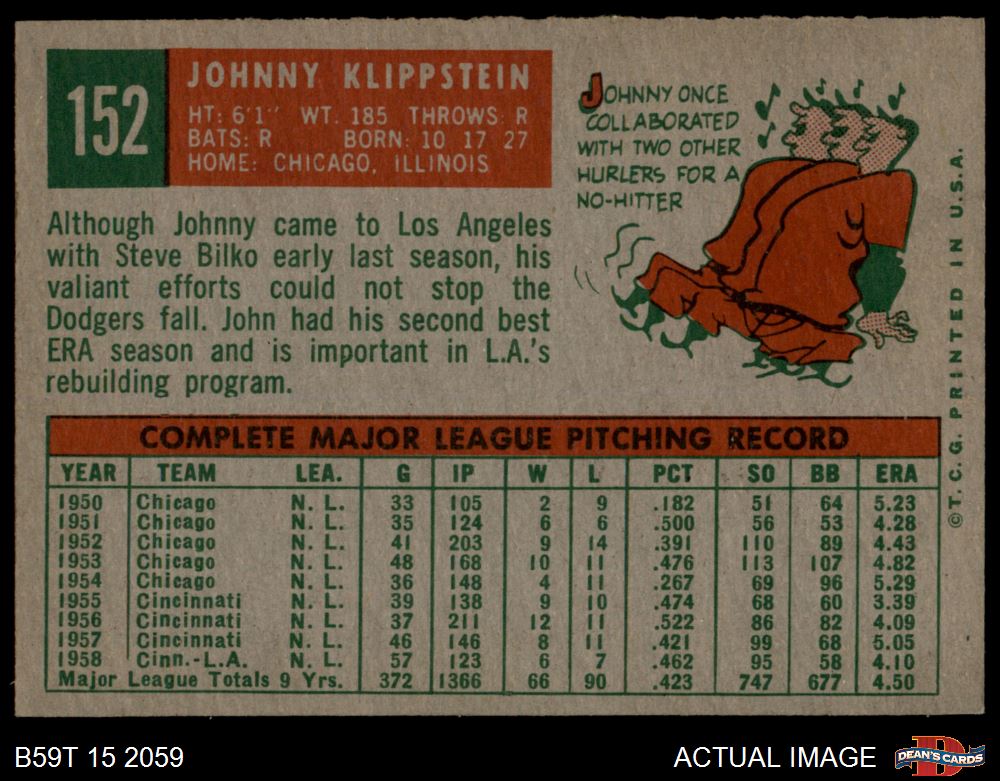 152
JOHNNY KLIPPSTEIN
HT: 6'1" WT. 185 THROWS: R
BATS: R BORN: 10 17 27
HOME: CHICAGO, ILLINOIS
JOHNNY ONCE
COLLABORATED
WITH TWO OTHER
HURLERS FOR A
NO-HITTER
Although Johnny came to Los Angeles
with Steve Bilko early last season, his
valiant efforts could not stop the
Dodgers fall. John had his second best
ERA season and is important in L.A.'s
rebuilding program.
COMPLETE MAJOR LEAGUE PITCHING RECORD
YEAR TEAM LEA. G IP W L PCT SO BB ERA
1950 Chicago N. L. 33 105 2 9 .182 51 64 5.23
1951 Chicago N. L. 35 124 6 6 .500 56 53 4.28
1952 Chicago N. L. 41 203 9 14 .391 110 89 4.43
1953 Chicago N. L. 48 168 10 11 .476 113 107 4.82
1954 Chicago N. L. 36 148 4 11 .267 69 96 5.29
1955 Cincinnati N. L. 39 138 9 10 .474 68 60 3.39
1956 Cincinnati N. L. 37 211 12 11 .522 86 82 4.09
1957 Cincinnati N. L. 46 146 8 11 .421 99 68 5.05
1958 Cinn.-L.A. N. L. 57 123 6 7 .462 95 58 4.10
Major League Totals 9 Yrs. 372 1366 66 90 .423 747 677 4.50
© T. C. G. PRINTED IN U.S.A.
B59T 15 2059
ACTUAL IMAGE
D
DEAN'S CARDS